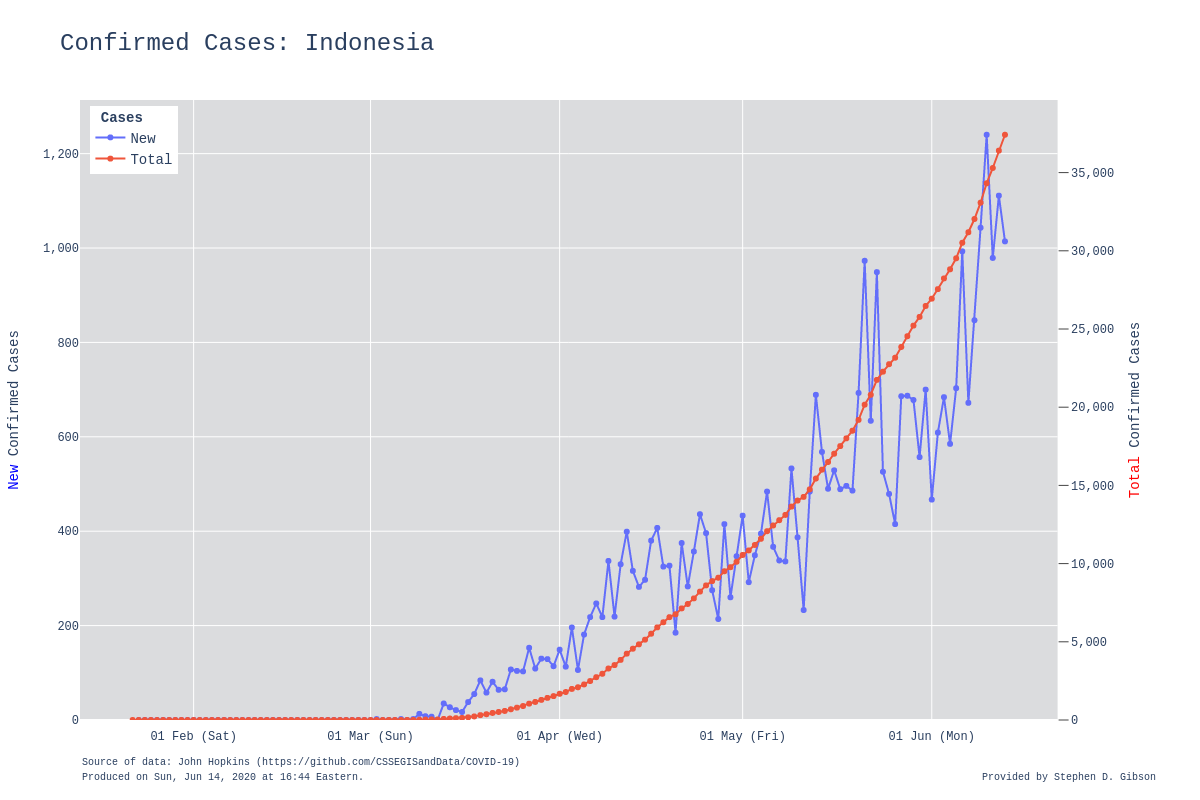 Confirmed Cases: Indonesia
Cases
New
Total
1,200
1,000
800
600
400
200
0
New Confirmed Cases
35,000
30,000
25,000
20,000
15,000
10,000
5,000
0
Total Confirmed Cases
01 Feb (Sat)
01 Mar (Sun)
01 Apr (Wed)
01 May (Fri)
01 Jun (Mon)
Source of data: John Hopkins (https://github.com/CSSEGISandData/COVID-19)
Produced on Sun, Jun 14, 2020 at 16:44 Eastern.
Provided by Stephen D. Gibson